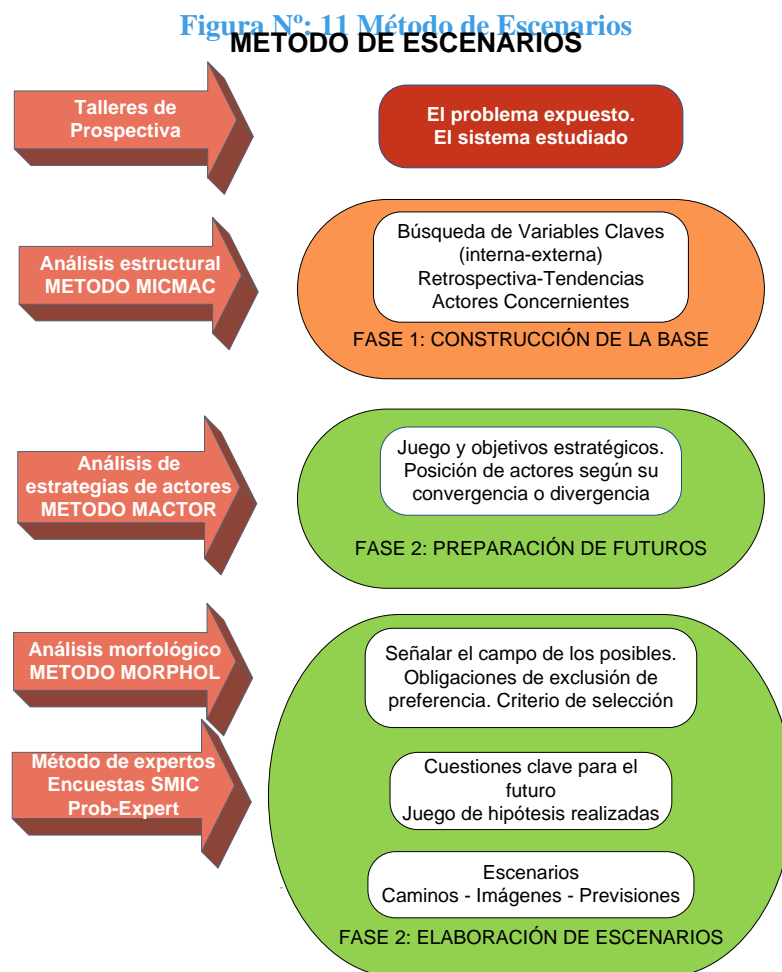 Figura Nº: 11 Método de Escenarios
METODO DE ESCENARIOS
Talleres de
Prospectiva
El problema expuesto.
El sistema estudiado
Análisis estructural
METODO MICMAC
Búsqueda de Variables Claves
(interna-externa)
Retrospectiva-Tendencias
Actores Concernientes
FASE 1: CONSTRUCCIÓN DE LA BASE
Análisis de
estrategias de actores
METODO MACTOR
Juego y objetivos estratégicos.
Posición de actores según su
convergencia o divergencia
FASE 2: PREPARACIÓN DE FUTUROS
Análisis morfológico
METODO MORPHOL
Señalar el campo de los posibles.
Obligaciones de exclusión de
preferencia. Criterio de selección
Método de expertos
Encuestas SMIC
Prob-Expert
Cuestiones clave para el
futuro
Juego de hipótesis realizadas
Escenarios
Caminos - Imágenes - Previsiones
FASE 2: ELABORACIÓN DE ESCENARIOS